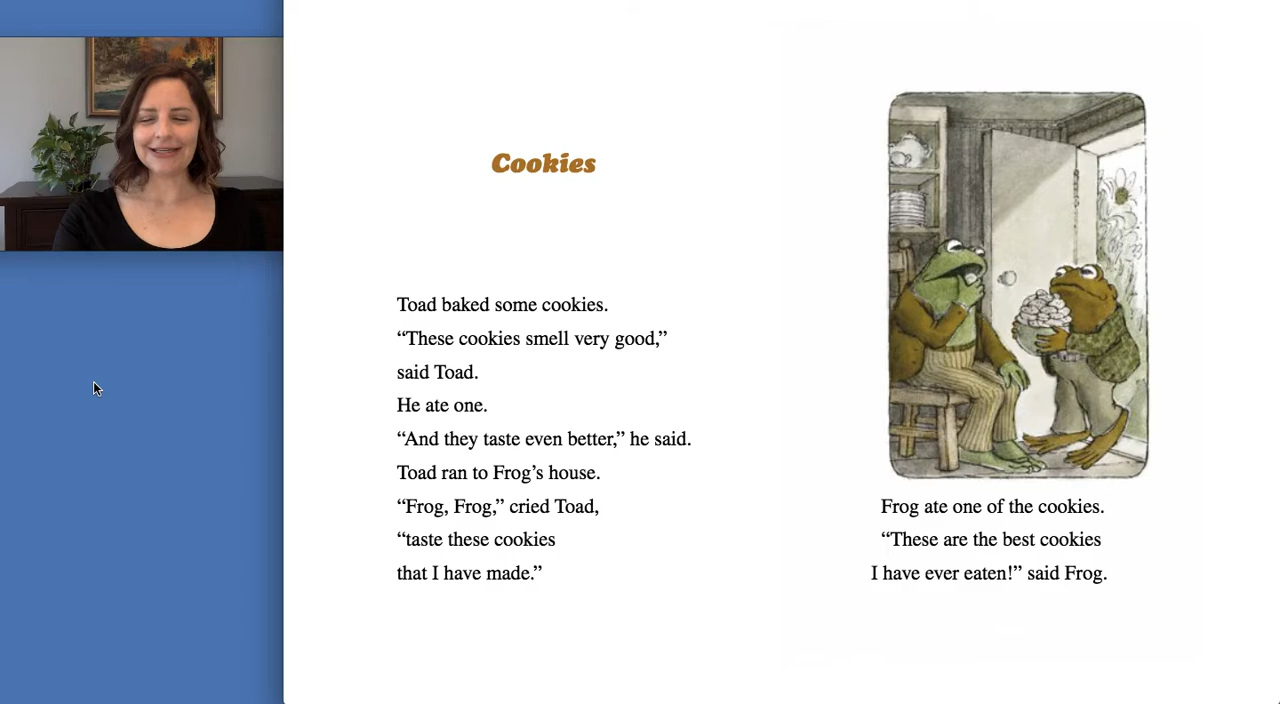 Cookies
Toad baked some cookies.
“These cookies smell very good,”
said Toad.
He ate one.
“And they taste even better,” he said.
Toad ran to Frog’s house.
“Frog, Frog,” cried Toad,
“taste these cookies
that I have made.”
Frog ate one of the cookies.
“These are the best cookies
I have ever eaten!” said Frog.